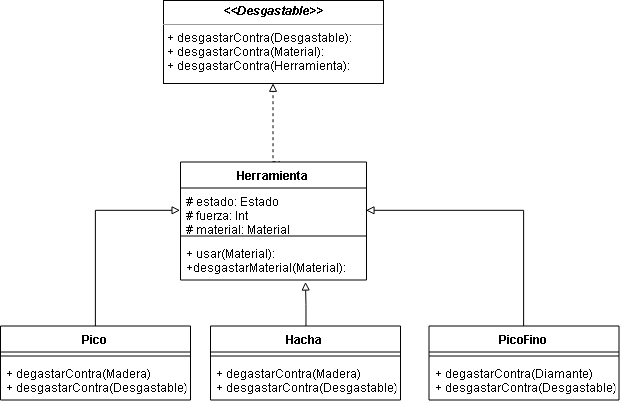 <<Desgastable>>
+ desgastarContra(Desgastable):
+ desgastarContra(Material):
+ desgastarContra(Herramienta):
Herramienta
# estado: Estado
# fuerza: Int
# material: Material
+ usar(Material):
+desgastarMaterial(Material):
Pico
+ degastarContra(Madera)
+ desgastarContra(Desgastable)
Hacha
+ degastarContra(Madera)
+ desgastarContra(Desgastable)
PicoFino
+ degastarContra(Diamante)
+ desgastarContra(Desgastable)